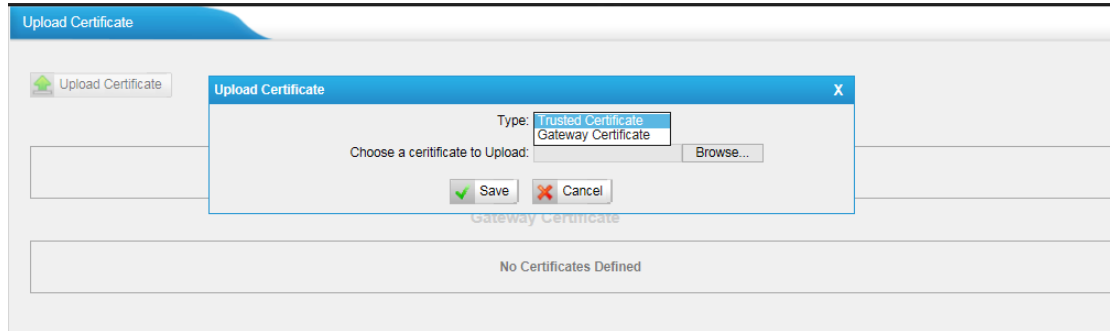 Upload Certificate
Upload Certificate
Upload Certificate X
Type: Trusted Certificate
Gateway Certificate
Choose a ceritificate to Upload: Browse...
Save Cancel
Gateway Certificate
No Certificates Defined